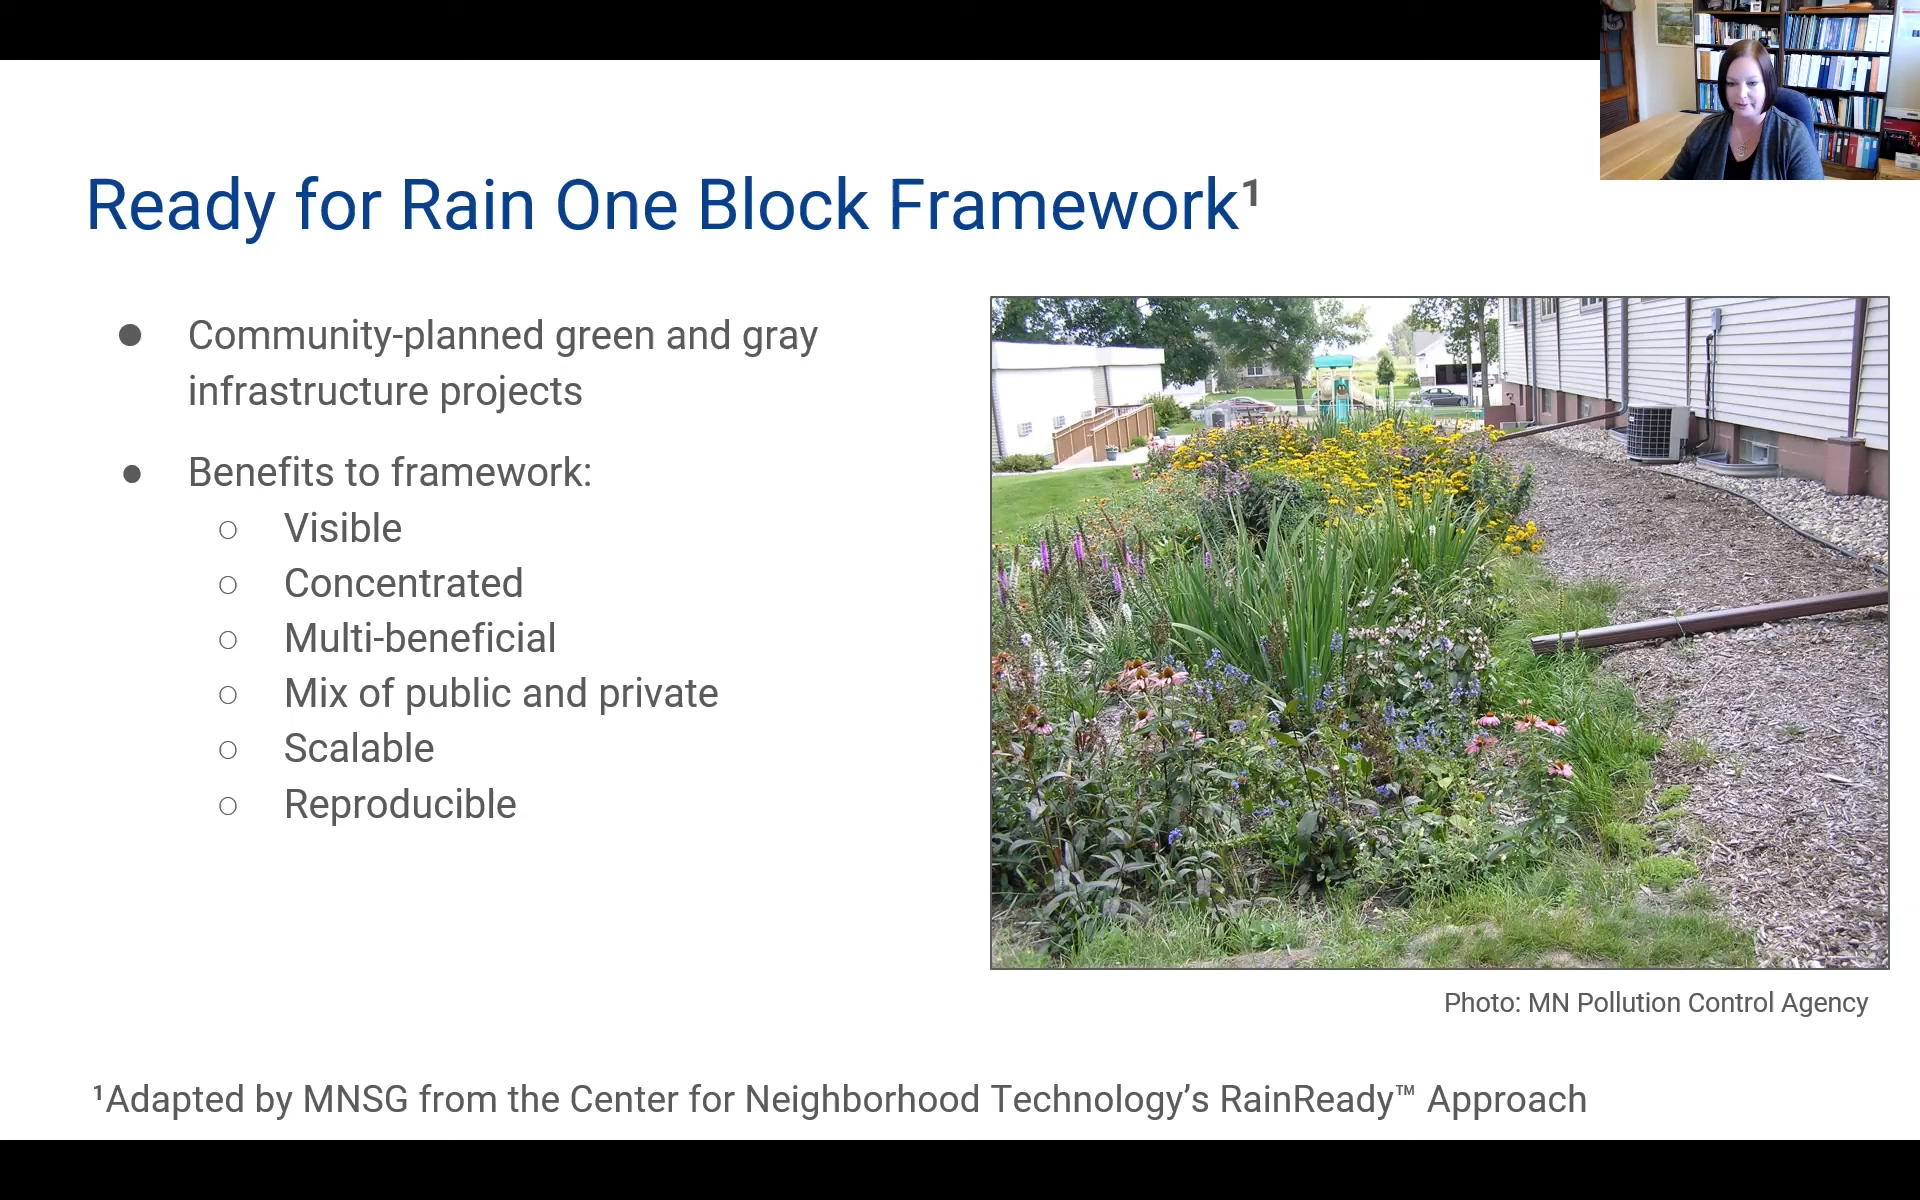 Ready for Rain One Block Framework¹
● Community-planned green and gray
infrastructure projects
● Benefits to framework:
○ Visible
○ Concentrated
○ Multi-beneficial
○ Mix of public and private
○ Scalable
○ Reproducible
Photo: MN Pollution Control Agency
¹Adapted by MNSG from the Center for Neighborhood Technology’s RainReady™ Approach